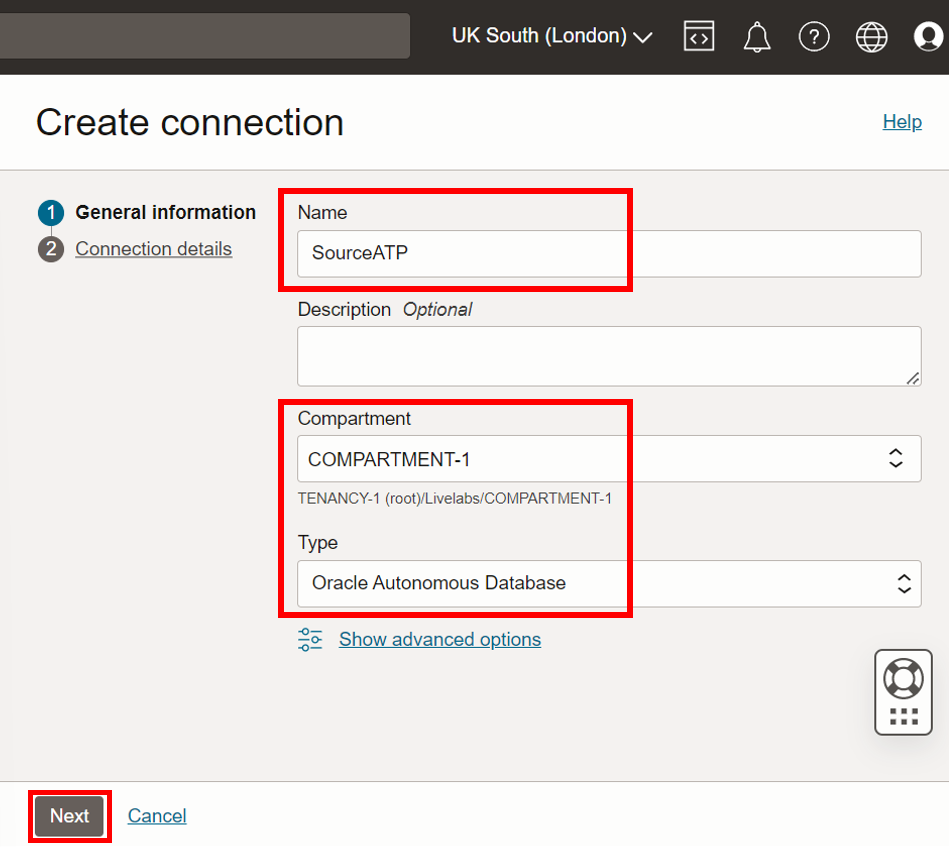 UK South (London)
Create connection
Help
1 General information
2 Connection details
Name
SourceATP
Description Optional
Compartment
COMPARTMENT-1
TENANCY-1 (root)/Livelabs/COMPARTMENT-1
Type
Oracle Autonomous Database
Show advanced options
Next
Cancel